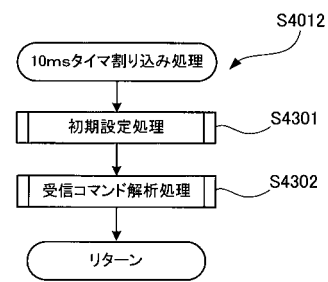 S4012
10msタイマ割り込み処理
初期設定処理
S4301
受信コマンド解析処理
S4302
リターン